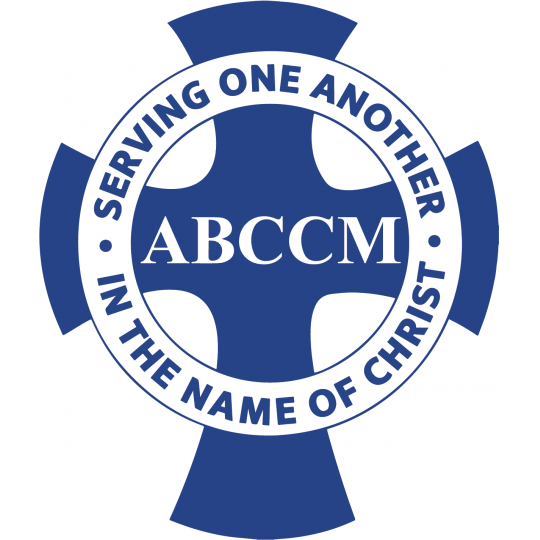 SERVING ONE ANOTHER
ABCCM
• IN THE NAME OF CHRIST •